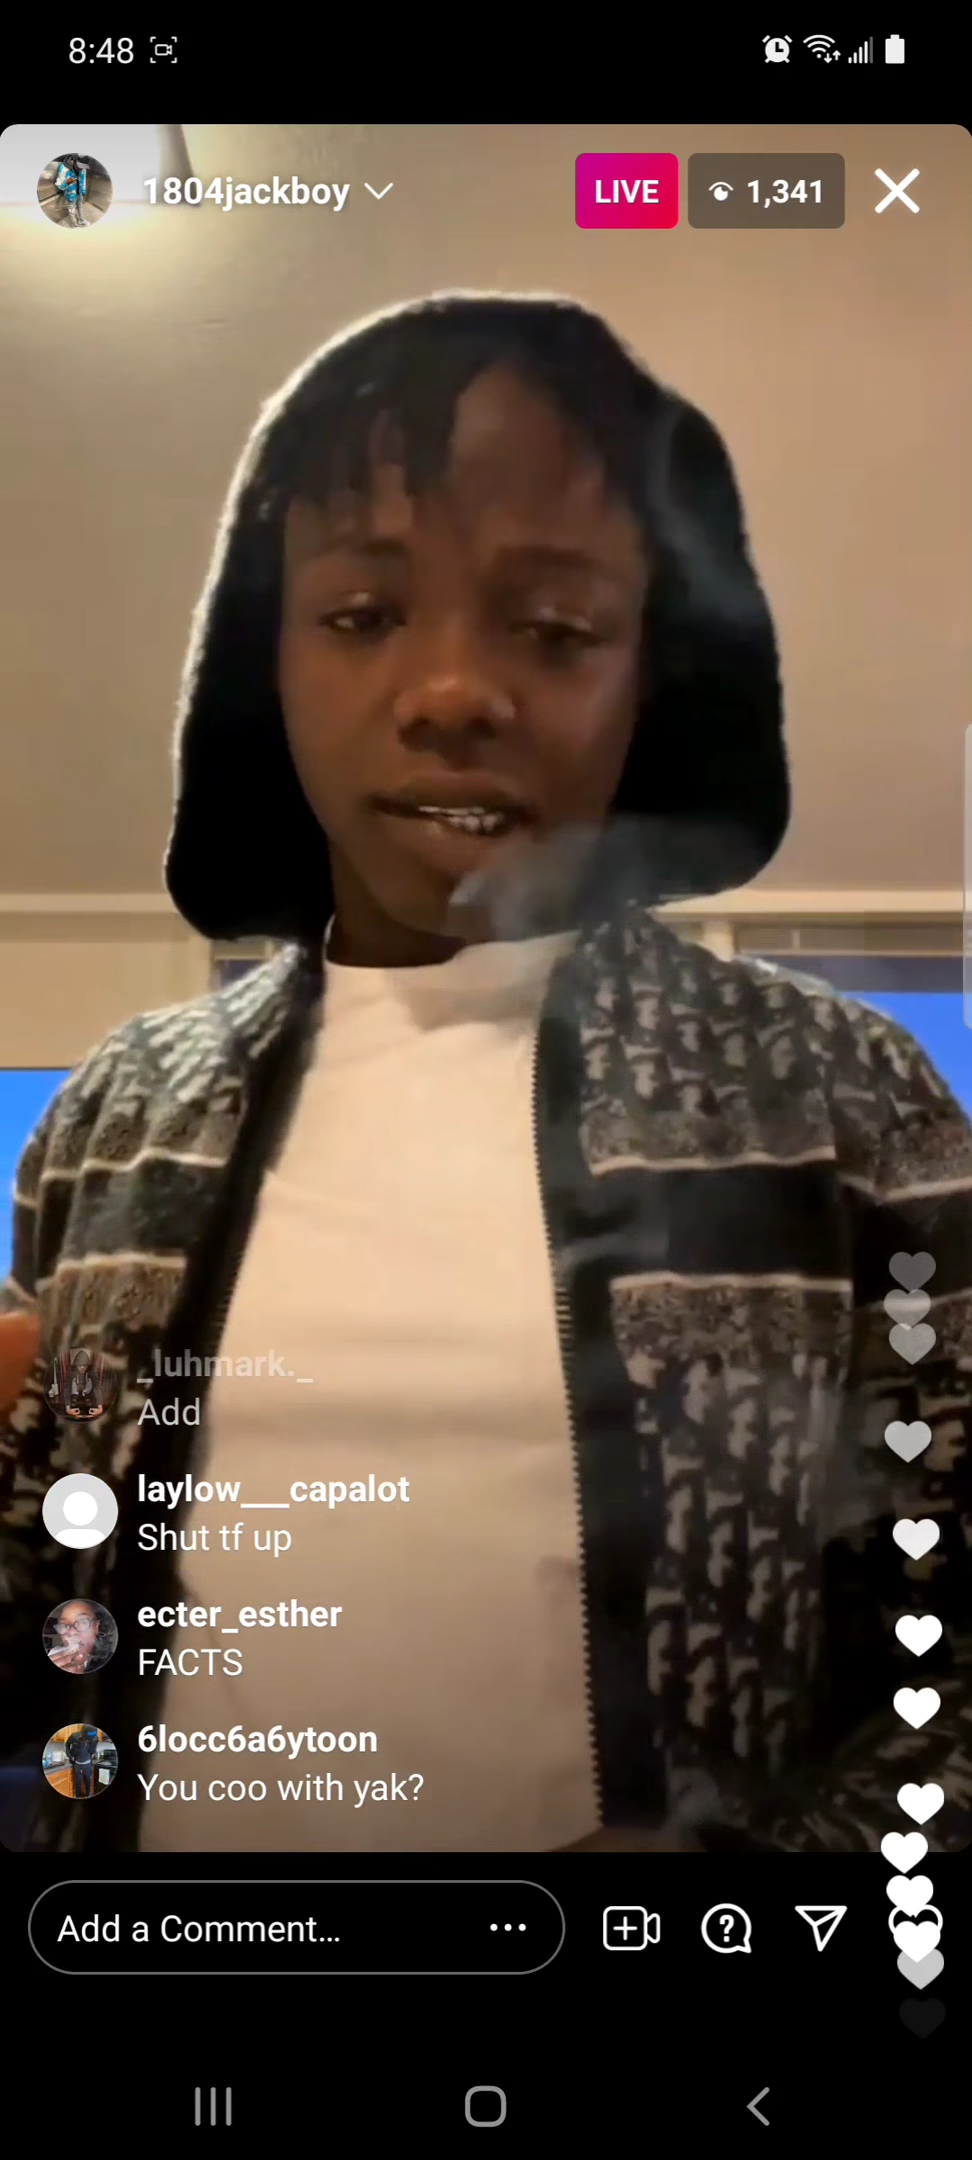 8:48
1804jackboy
LIVE
1,341
_luhmark._
Add
laylow___capalot
Shut tf up
ecter_esther
FACTS
6locc6a6ytoon
You coo with yak?
Add a Comment...